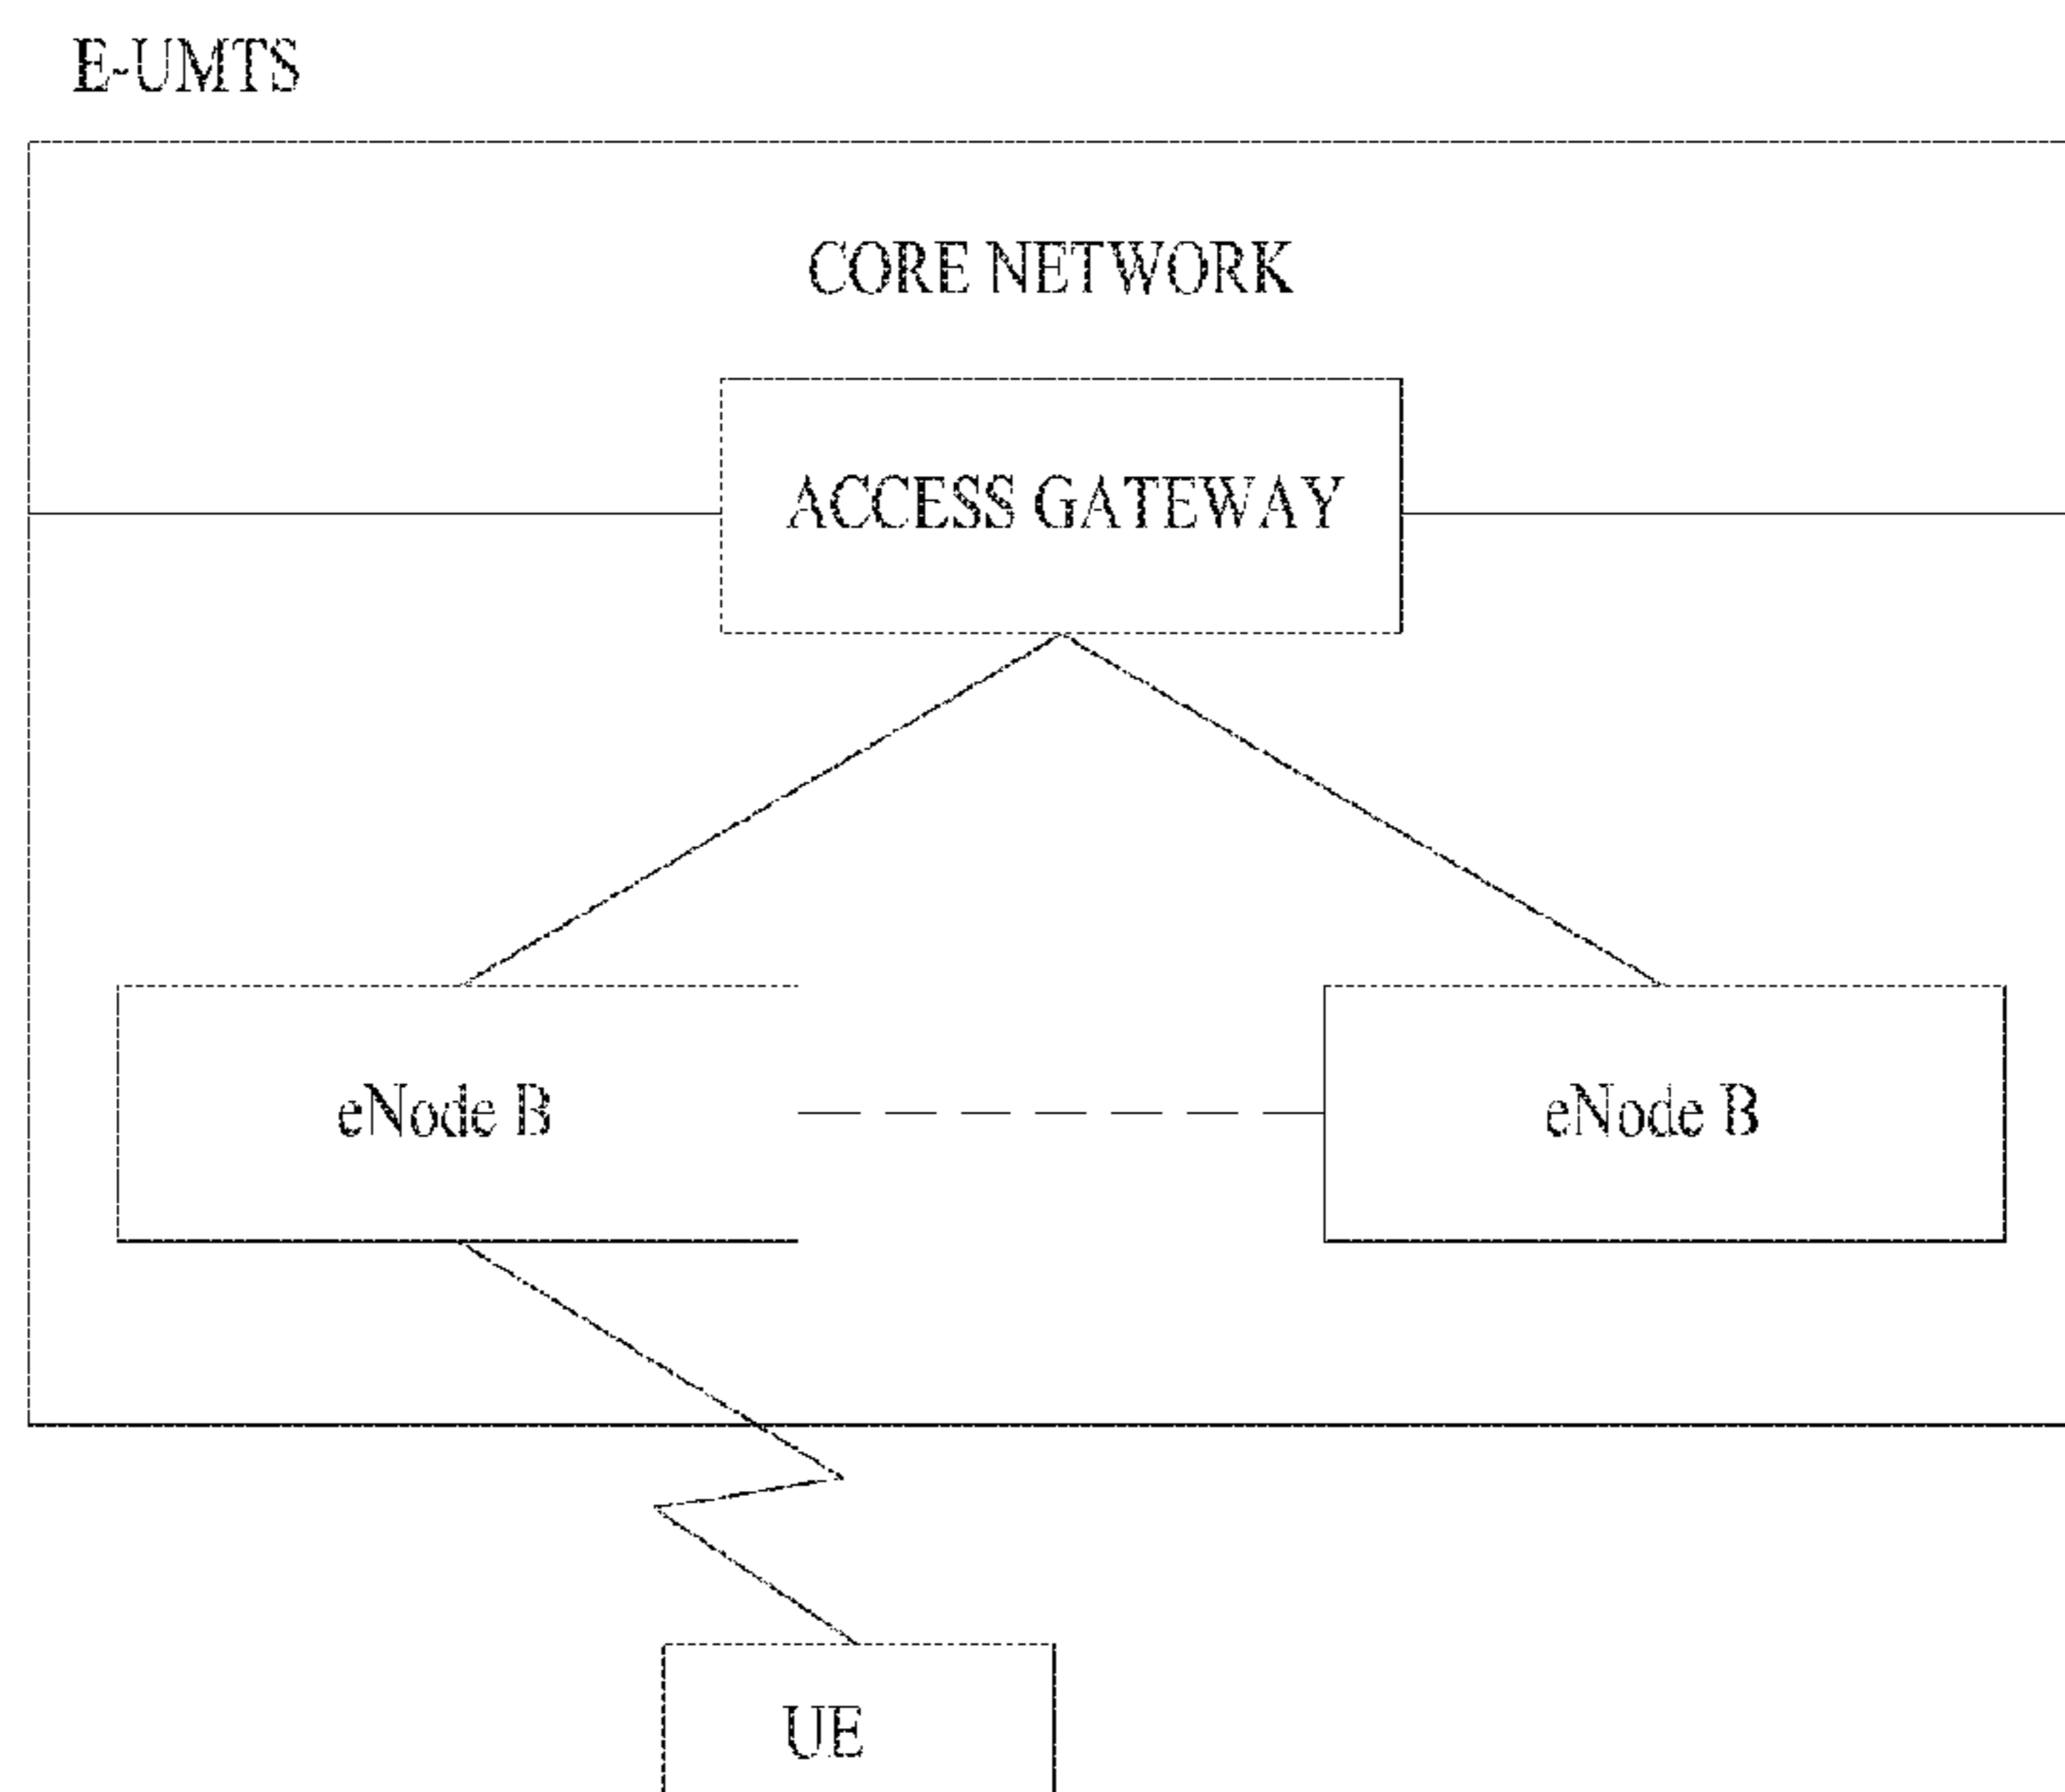 E-UMTS
CORE NETWORK
ACCESS GATEWAY
eNode B
eNode B
UE